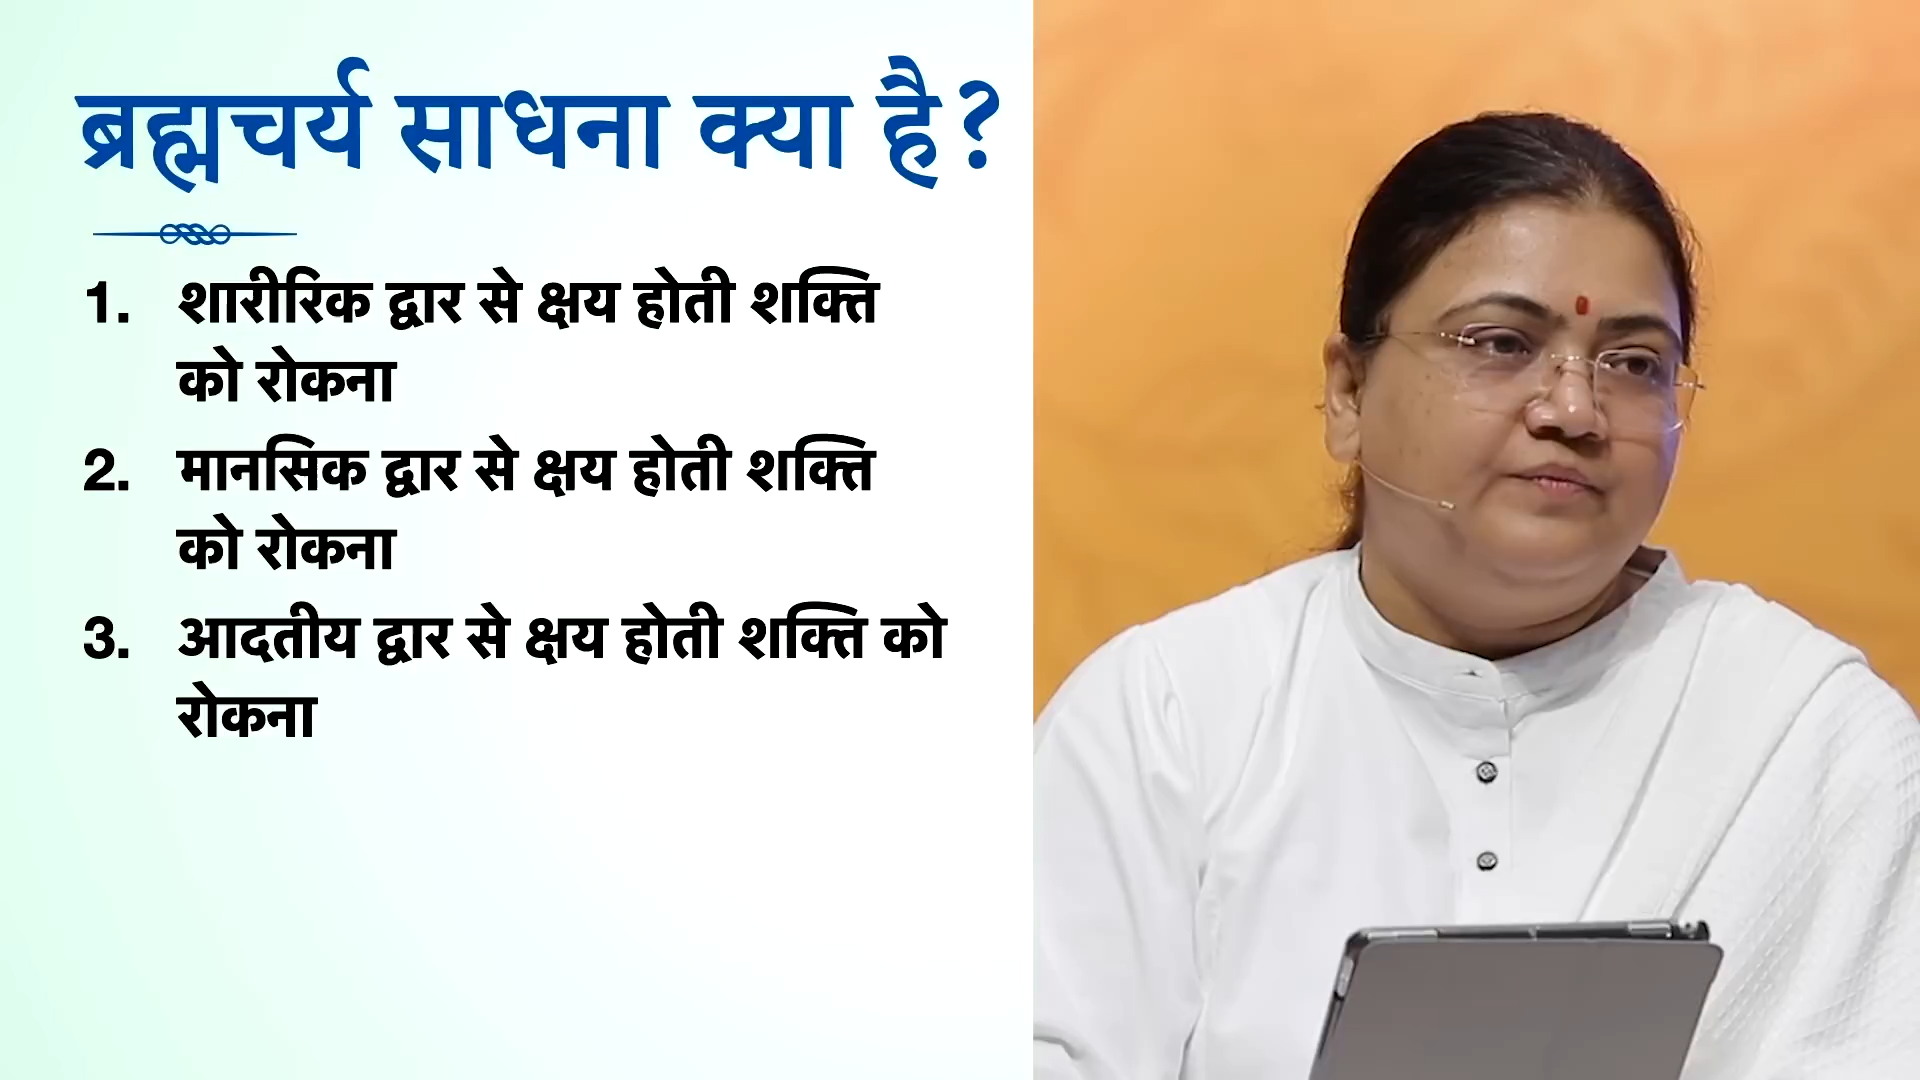 ब्रह्मचर्य साधना क्या है?
1. शारीरिक द्वार से क्षय होती शक्ति
को रोकना
2. मानसिक द्वार से क्षय होती शक्ति
को रोकना
3. आदतीय द्वार से क्षय होती शक्ति को
रोकना